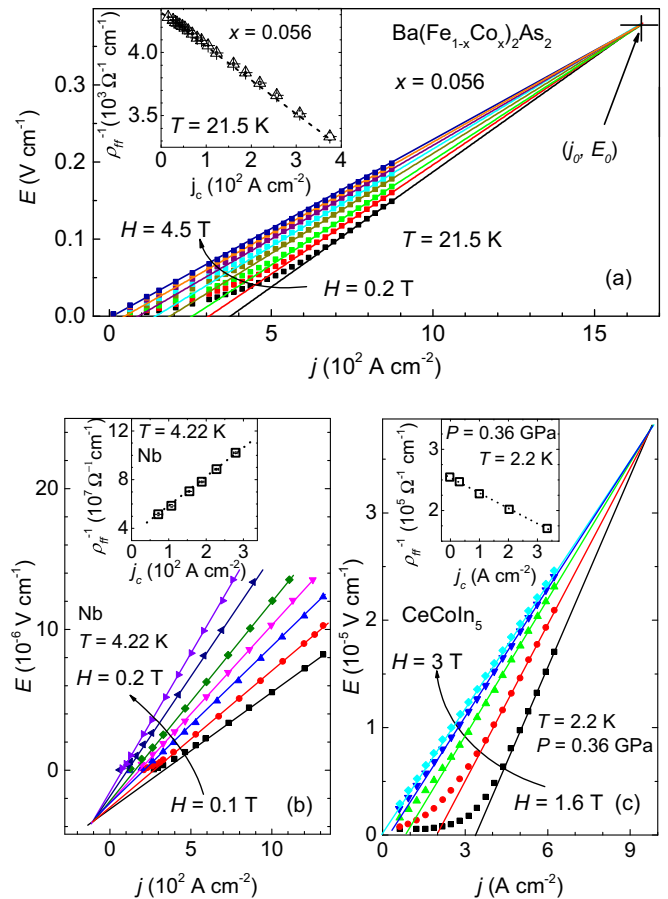 Ba(Fe₁₋ₓCoₓ)₂As₂
x = 0.056
x = 0.056
T = 21.5 K
ρff⁻¹ (10³ Ω⁻¹ cm⁻¹)
4.2
3.6
3.3
0 1 2 3 4
jc (10² A cm⁻²)
E (V cm⁻¹)
0.3
0.2
0.1
0.0
(j₀, E₀)
H = 4.5 T
T = 21.5 K
H = 0.2 T
(a)
0 5 10 15
j (10² A cm⁻²)
ρff⁻¹ (10⁷ Ω⁻¹cm⁻¹)
12
8
4
T = 4.22 K
Nb
0 1 2 3
jc (10² A cm⁻²)
E (10⁻⁶ V cm⁻¹)
20
10
0
Nb
T = 4.22 K
H = 0.2 T
H = 0.1 T
(b)
0 5 10
j (10² A cm⁻²)
ρff⁻¹ (10⁵ Ω⁻¹ cm⁻¹)
3
2
P = 0.36 GPa
T = 2.2 K
0 1 2 3
jc (A cm⁻²)
E (10⁻⁵ V cm⁻¹)
3
2
1
0
CeCoIn₅
H = 3 T
T = 2.2 K
P = 0.36 GPa
H = 1.6 T
(c)
0 3 6 9
j (A cm⁻²)